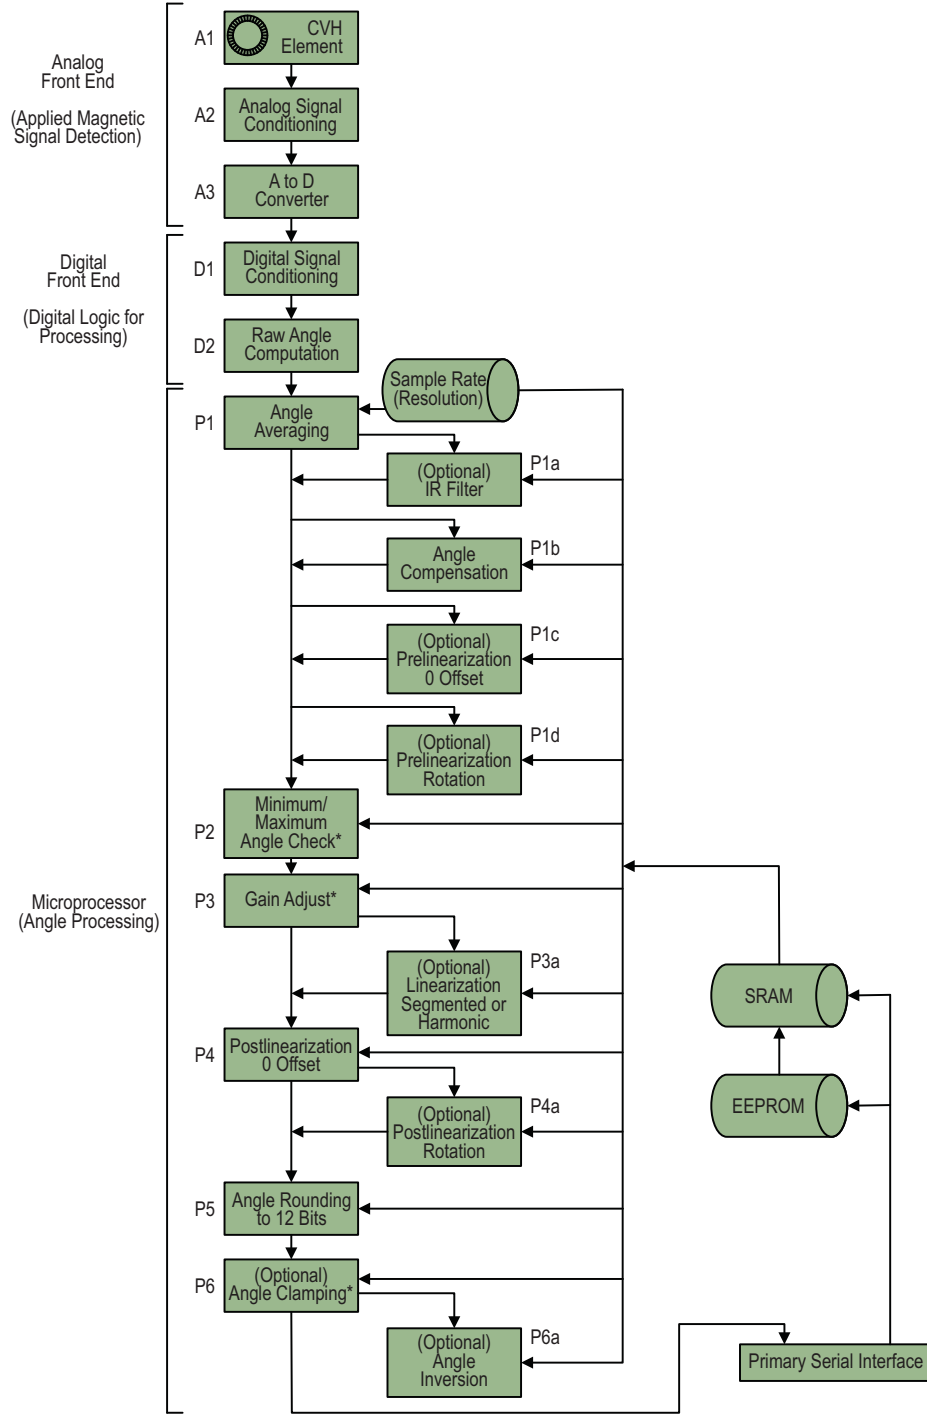 Analog
Front End
(Applied Magnetic
Signal Detection)
A1
CVH
Element
A2
Analog Signal
Conditioning
A3
A to D
Converter
Digital
Front End
(Digital Logic for
Processing)
D1
Digital Signal
Conditioning
D2
Raw Angle
Computation
Sample Rate
(Resolution)
P1
Angle
Averaging
P1a
(Optional)
IR Filter
P1b
Angle
Compensation
P1c
(Optional)
Prelinearization
0 Offset
P1d
(Optional)
Prelinearization
Rotation
P2
Minimum/
Maximum
Angle Check*
Microprocessor
(Angle Processing)
P3
Gain Adjust*
P3a
(Optional)
Linearization
Segmented or
Harmonic
SRAM
P4
Postlinearization
0 Offset
EEPROM
P4a
(Optional)
Postlinearization
Rotation
P5
Angle Rounding
to 12 Bits
P6
(Optional)
Angle Clamping*
P6a
(Optional)
Angle
Inversion
Primary Serial Interface